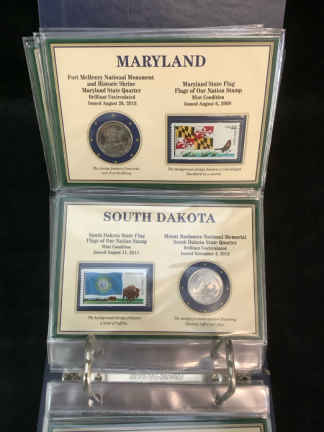 MARYLAND
Fort McHenry National Monument
and Historic Shrine
Maryland State Quarter
Brilliant Uncirculated
Issued August 26, 2013
Maryland State Flag
Flags of Our Nation Stamp
Mint Condition
Issued August 6, 2009
SOUTH DAKOTA
South Dakota State Flag
Flags of Our Nation Stamp
Mint Condition
Issued August 11, 2011
Mount Rushmore National Memorial
South Dakota State Quarter
Brilliant Uncirculated
Issued November 4, 2013